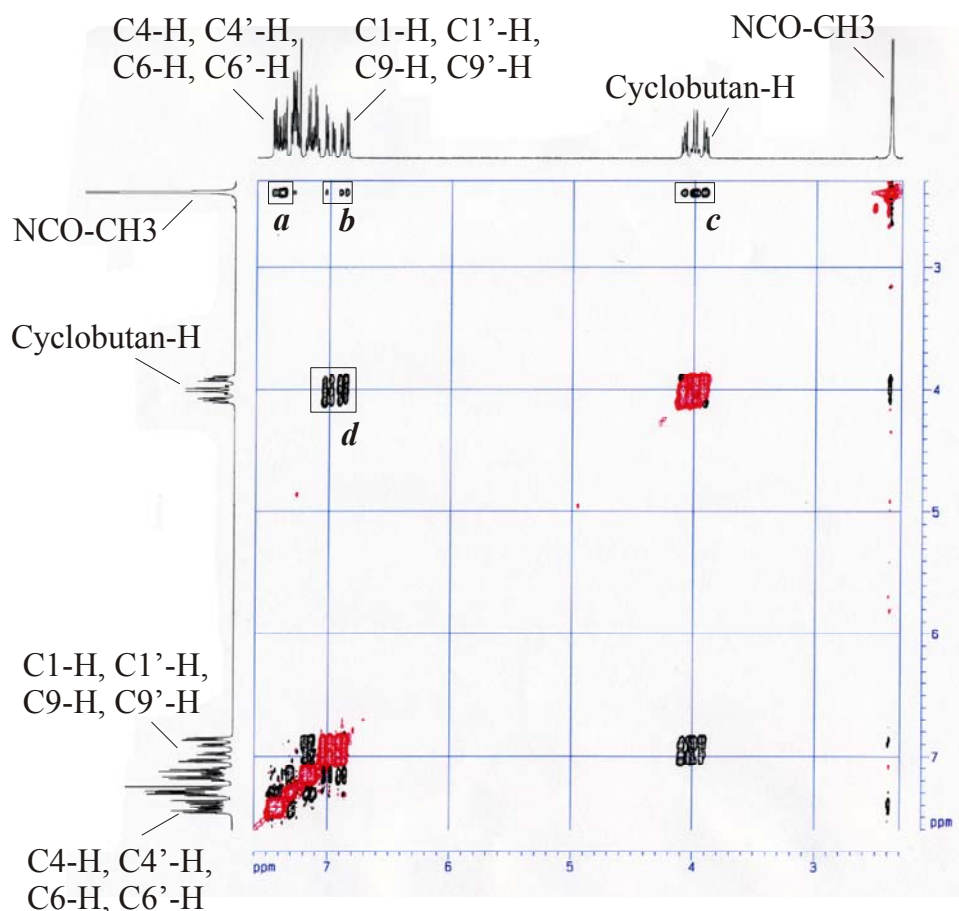 C4-H, C4’-H,
C6-H, C6’-H
C1-H, C1’-H,
C9-H, C9’-H
NCO-CH3
Cyclobutan-H
NCO-CH3
a
b
c
3
Cyclobutan-H
4
d
5
6
C1-H, C1’-H,
C9-H, C9’-H
7
ppm
C4-H, C4’-H,
C6-H, C6’-H
ppm
7
6
5
4
3